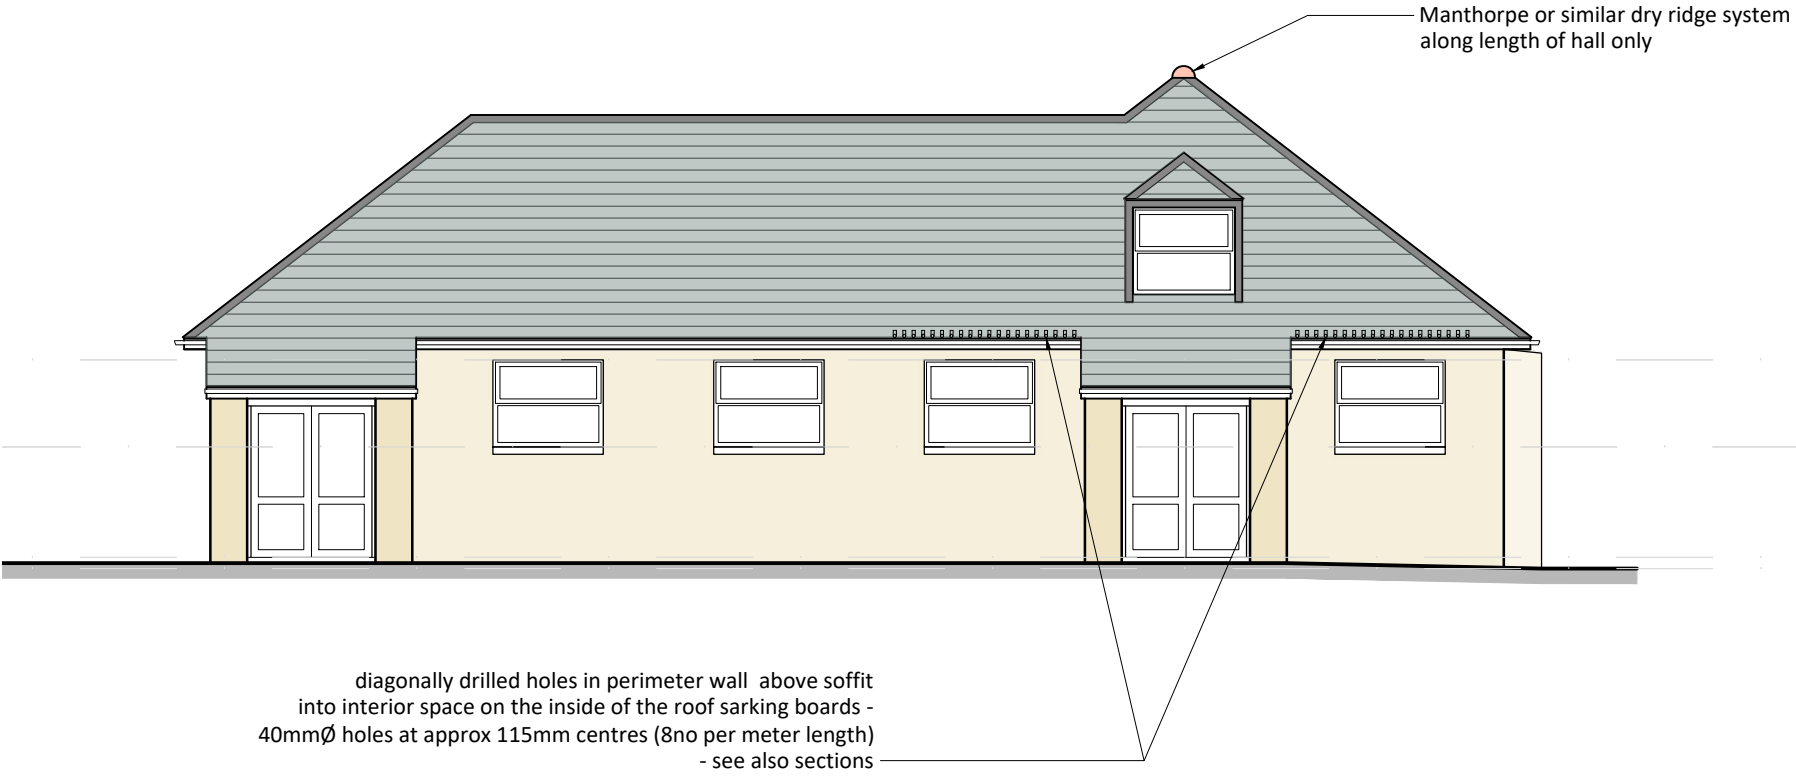 Manthorpe or similar dry ridge system
along length of hall only
diagonally drilled holes in perimeter wall  above soffit
into interior space on the inside of the roof sarking boards -
40mmØ holes at approx 115mm centres (8no per meter length)
- see also sections